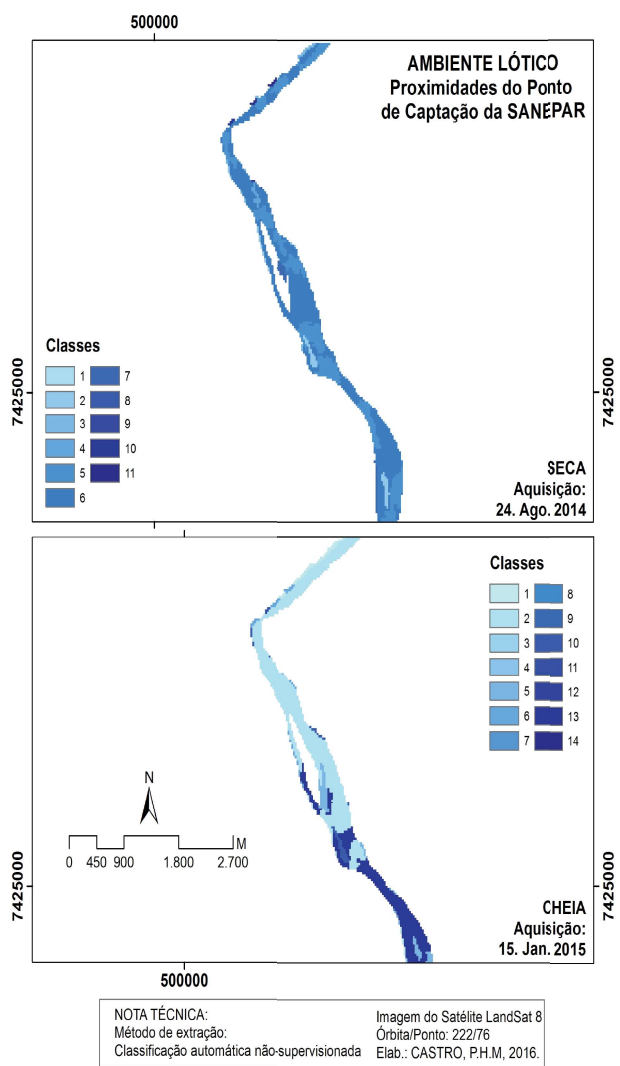 500000
AMBIENTE LÓTICO
Proximidades do Ponto
de Captação da SANEPAR
Classes
1
2
3
4
5
6
7
8
9
10
11
7425000
7425000
SECA
Aquisição:
24. Ago. 2014
Classes
1
2
3
4
5
6
7
8
9
10
11
12
13
14
N
M
0 450 900 1.800 2.700
7425000
7425000
CHEIA
Aquisição:
15. Jan. 2015
500000
NOTA TÉCNICA:
Método de extração:
Classificação automática não-supervisionada
Imagem do Satélite LandSat 8
Órbita/Ponto: 222/76
Elab.: CASTRO, P.H.M, 2016.